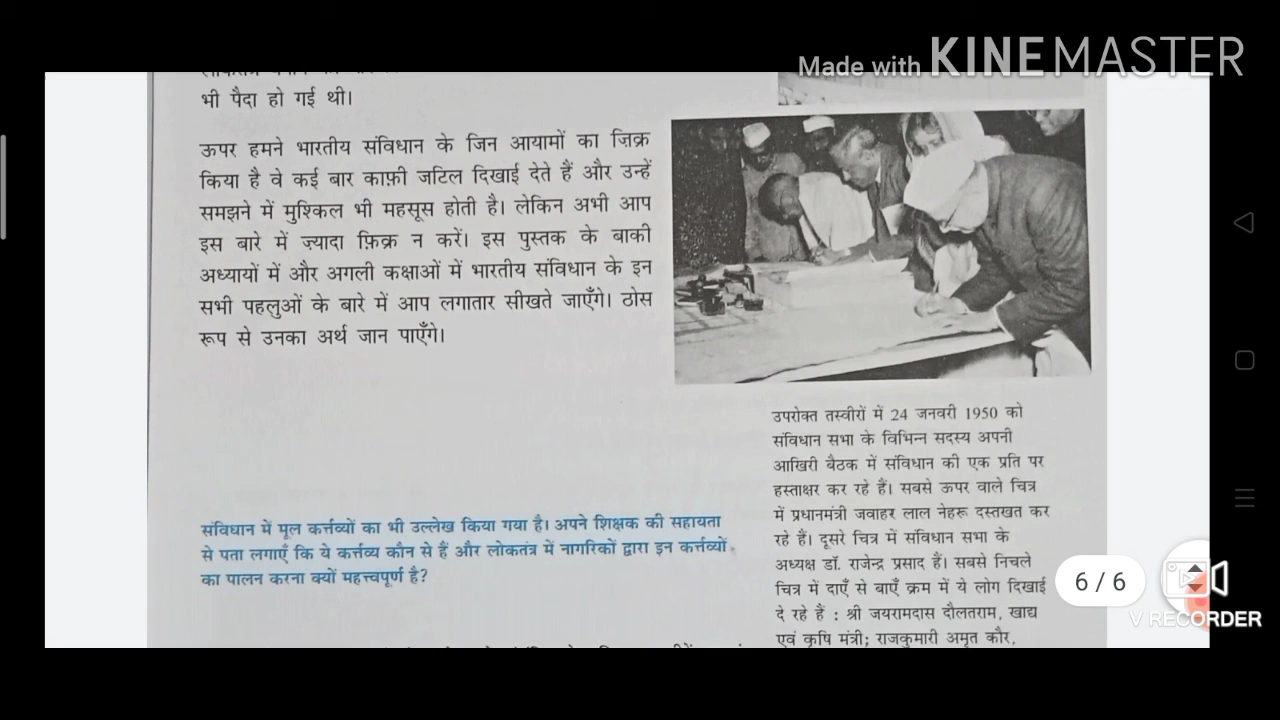 Made with KINEMASTER
भी पैदा हो गई थी।
ऊपर हमने भारतीय संविधान के जिन आयामों का ज़िक्र
किया है वे कई बार काफ़ी जटिल दिखाई देते हैं और उन्हें
समझने में मुश्किल भी महसूस होती है। लेकिन अभी आप
इस बारे में ज़्यादा फ़िक्र न करें। इस पुस्तक के बाकी
अध्यायों में और अगली कक्षाओं में भारतीय संविधान के इन
सभी पहलुओं के बारे में आप लगातार सीखते जाएँगे। ठोस
रूप से उनका अर्थ जान पाएँगे।
संविधान में मूल कर्त्तव्यों का भी उल्लेख किया गया है। अपने शिक्षक की सहायता
से पता लगाएँ कि ये कर्त्तव्य कौन से हैं और लोकतंत्र में नागरिकों द्वारा इन कर्त्तव्यों
का पालन करना क्यों महत्त्वपूर्ण है?
उपरोक्त तस्वीरों में 24 जनवरी 1950 को
संविधान सभा के विभिन्न सदस्य अपनी
आखिरी बैठक में संविधान की एक प्रति पर
हस्ताक्षर कर रहे हैं। सबसे ऊपर वाले चित्र
में प्रधानमंत्री जवाहर लाल नेहरू दस्तखत कर
रहे हैं। दूसरे चित्र में संविधान सभा के
अध्यक्ष डॉ. राजेन्द्र प्रसाद हैं। सबसे निचले
चित्र में दाएँ से बाएँ क्रम में ये लोग दिखाई
दे रहे हैं : श्री जयरामदास दौलतराम, खाद्य
एवं कृषि मंत्री; राजकुमारी अमृत कौर,
6 / 6
V RECORDER